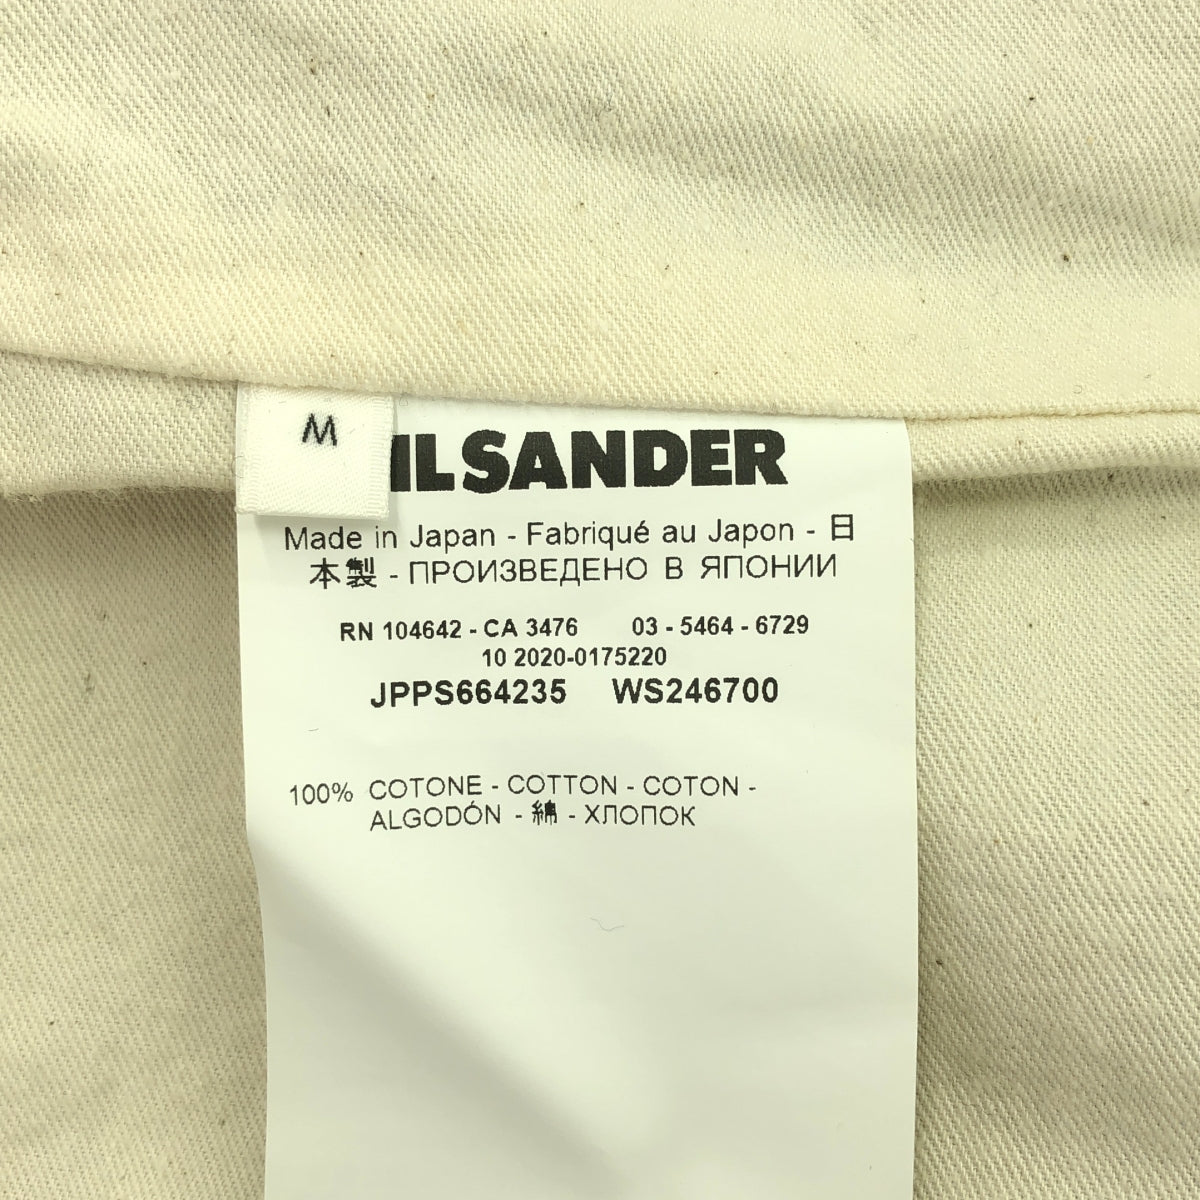 M
SANDER
Made in Japan - Fabriqué au Japon - 日
本製 - ПРОИЗВЕДЕНО В ЯПОНИИ
RN 104642 - CA 3476 03 - 5464 - 6729
10 2020-0175220
JPPS664235 WS246700
100% COTONE - COTTON - COTON -
ALGODÓN - 綿 - ХЛОПОК